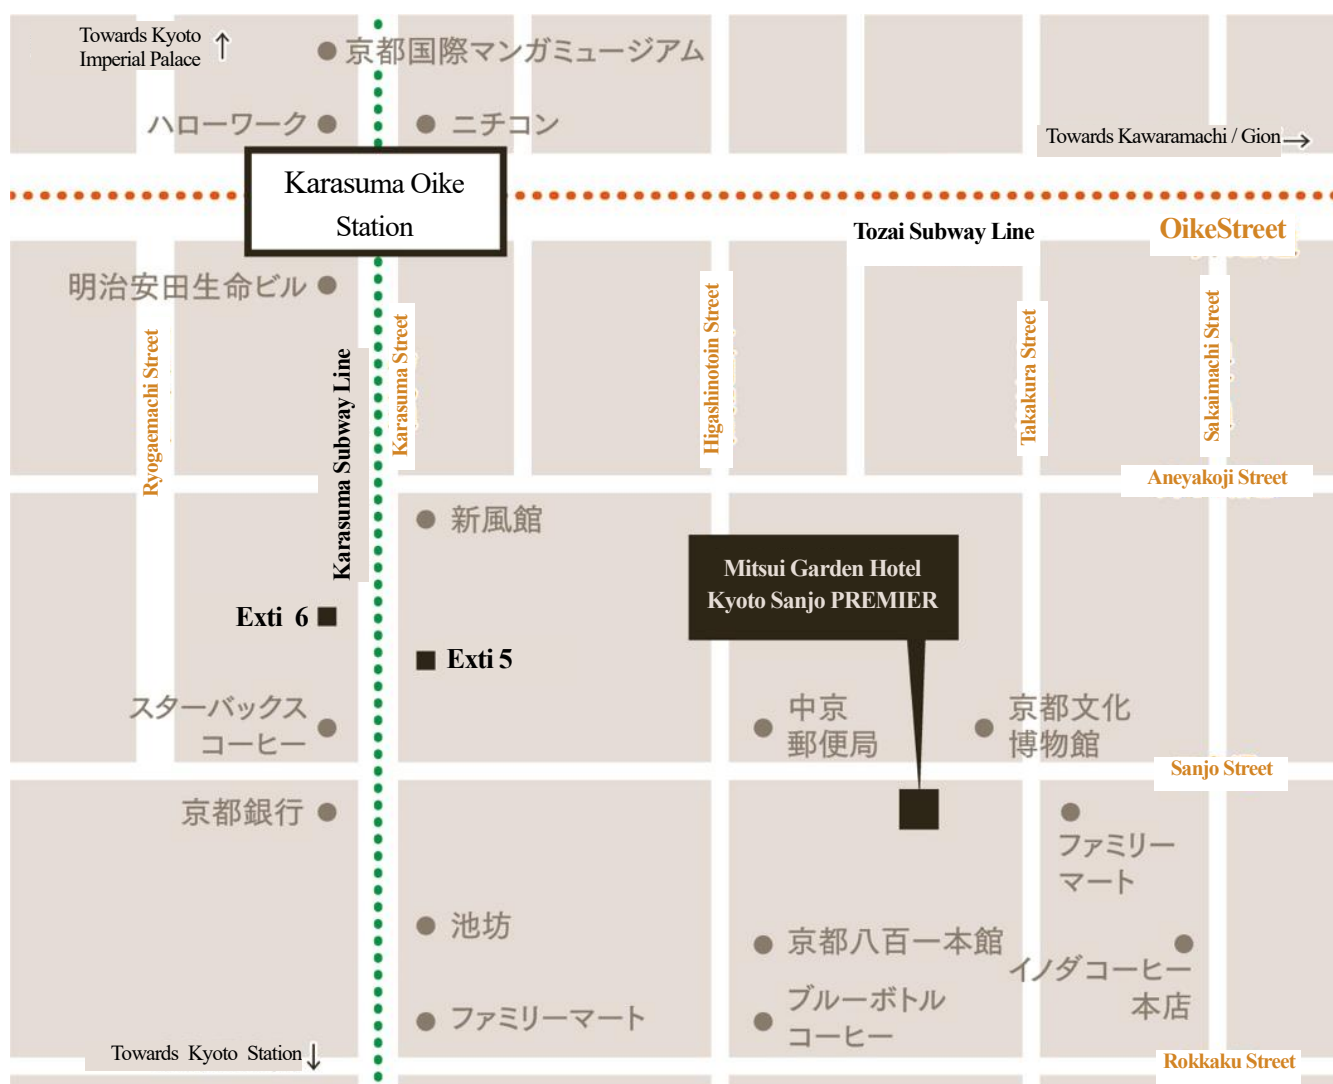 Towards Kyoto
Imperial Palace ↑
京都国際マンガミュージアム
ハローワーク
ニチコン
Towards Kawaramachi / Gion →
Karasuma Oike
Station
Tozai Subway Line
OikeStreet
明治安田生命ビル
Ryogaemachi Street
Karasuma Subway Line
Karasuma Street
Higashinotoin Street
Takakura Street
Sakaimachi Street
Aneyakoji Street
新風館
Mitsui Garden Hotel
Kyoto Sanjo PREMIER
Exti 6
Exti 5
スターバックス
コーヒー
中京
郵便局
京都文化
博物館
Sanjo Street
京都銀行
ファミリー
マート
池坊
京都八百一本館
イノダコーヒー
本店
ファミリーマート
ブルーボトル
コーヒー
Towards Kyoto Station ↓
Rokkaku Street